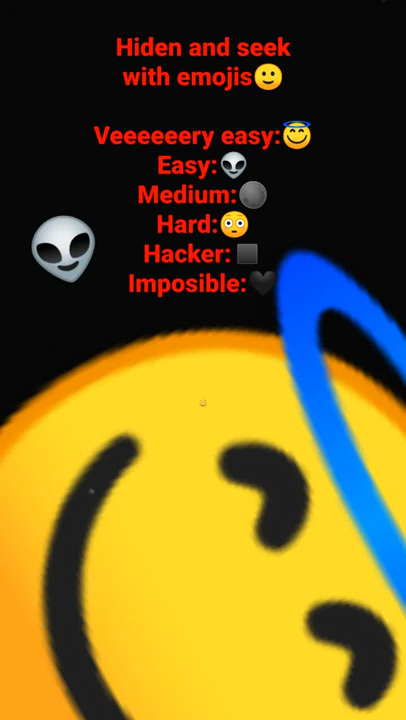 Hiden and seek
with emojis🙂
Veeeeeery easy:😇
Easy:👽
Medium:🌑
Hard:😳
Hacker:◼
Imposible:🖤